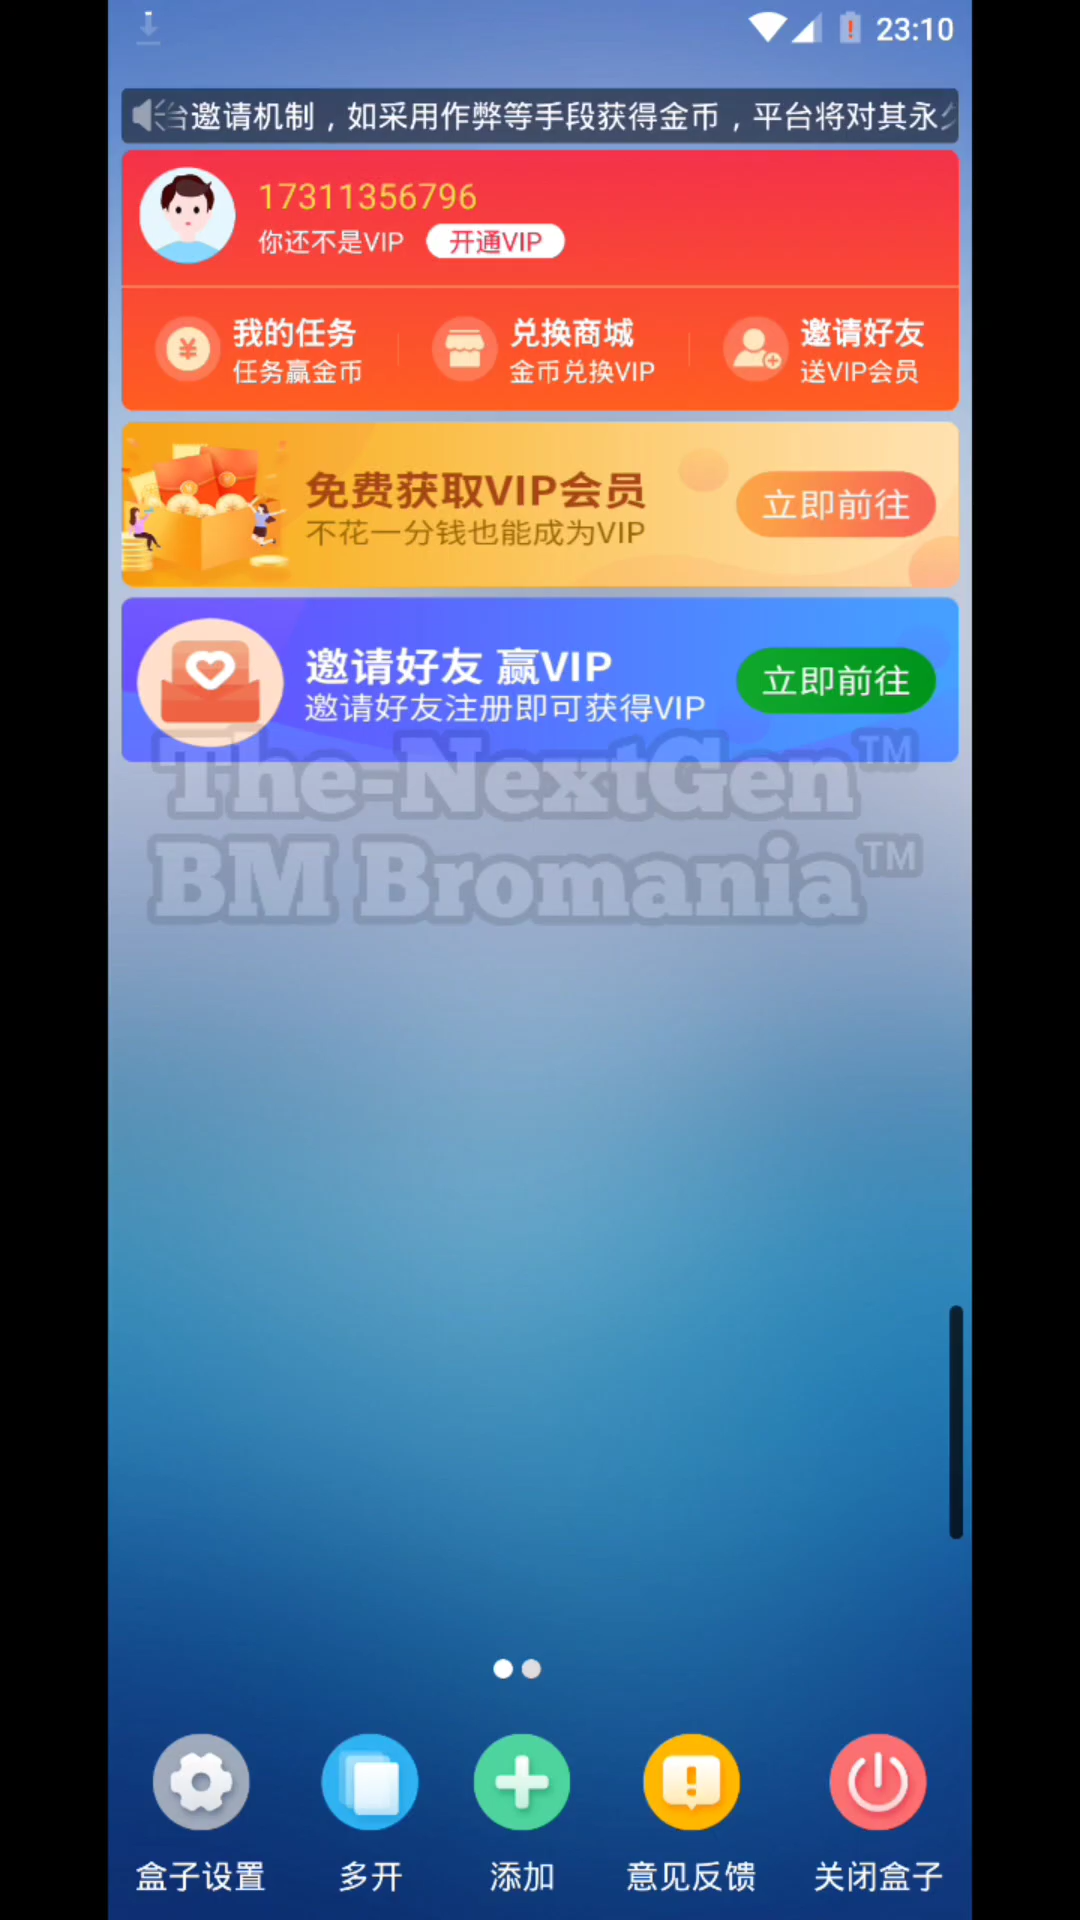 23:10
台邀请机制，如采用作弊等手段获得金币，平台将对其永
17311356796
你还不是VIP 开通VIP
我的任务
任务赢金币
兑换商城
金币兑换VIP
邀请好友
送VIP会员
免费获取VIP会员
不花一分钱也能成为VIP
立即前往
邀请好友 赢VIP
邀请好友注册即可获得VIP
立即前往
The-NextGen™
BM Bromania™
盒子设置 多开 添加 意见反馈 关闭盒子